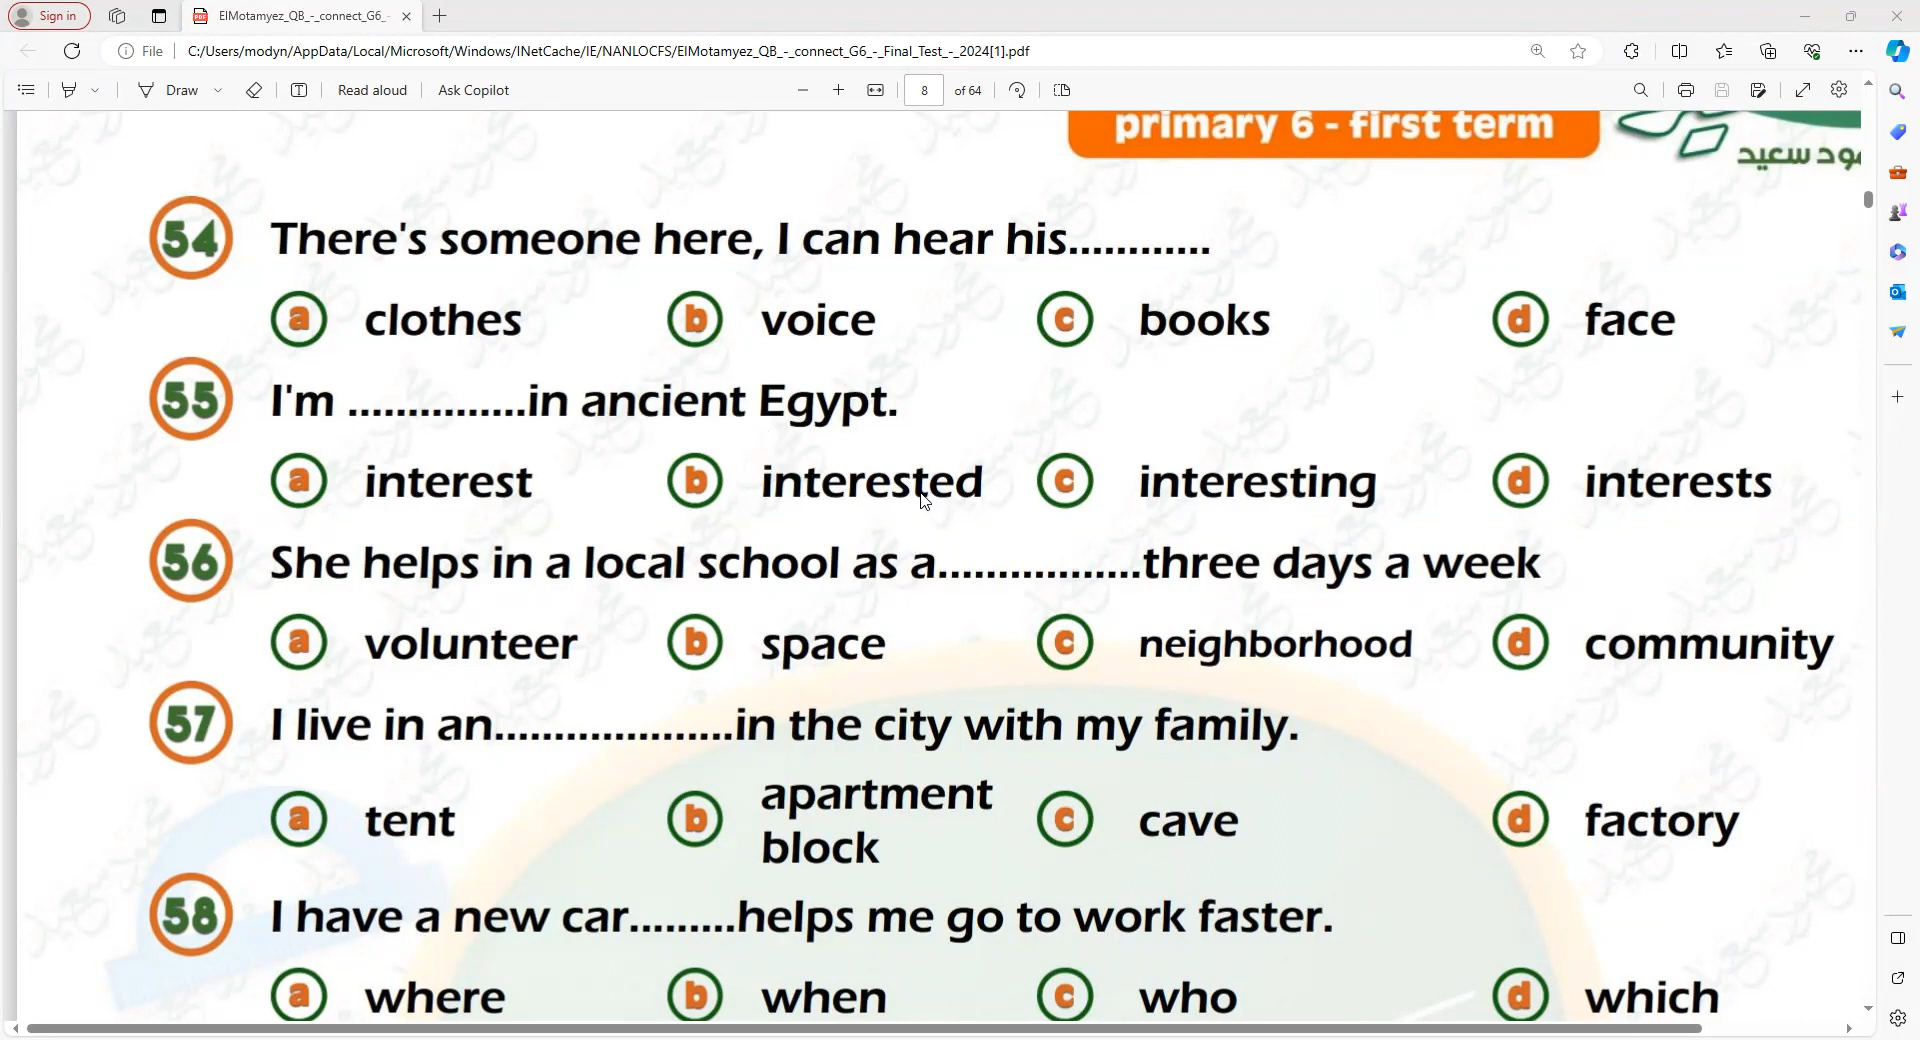 Sign in
ElMotamyez_QB_-_connect_G6_-
File
C:/Users/modyn/AppData/Local/Microsoft/Windows/INetCache/IE/NANLOCFS/ElMotamyez_QB_-_connect_G6_-_Final_Test_-_2024[1].pdf
Draw
Read aloud
Ask Copilot
8 of 64
primary 6 - first term
54 There's someone here, I can hear his............
a clothes b voice c books d face
55 I'm ...............in ancient Egypt.
a interest b interested c interesting d interests
56 She helps in a local school as a.................three days a week
a volunteer b space c neighborhood d community
57 I live in an....................in the city with my family.
a tent b apartment block c cave d factory
58 I have a new car.........helps me go to work faster.
a where b when c who d which